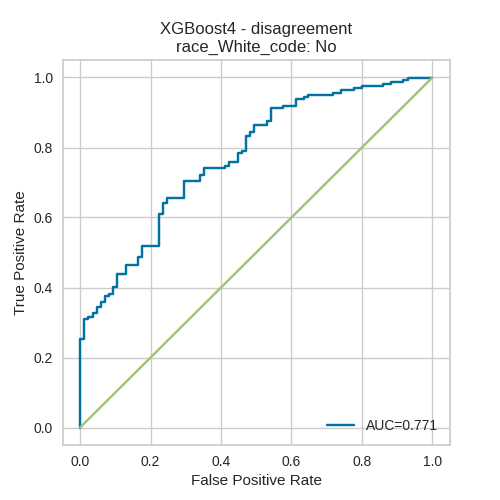 XGBoost4 - disagreement
race_White_code: No
True Positive Rate
1.0
0.8
0.6
0.4
0.2
0.0
0.0 0.2 0.4 0.6 0.8 1.0
False Positive Rate
AUC=0.771